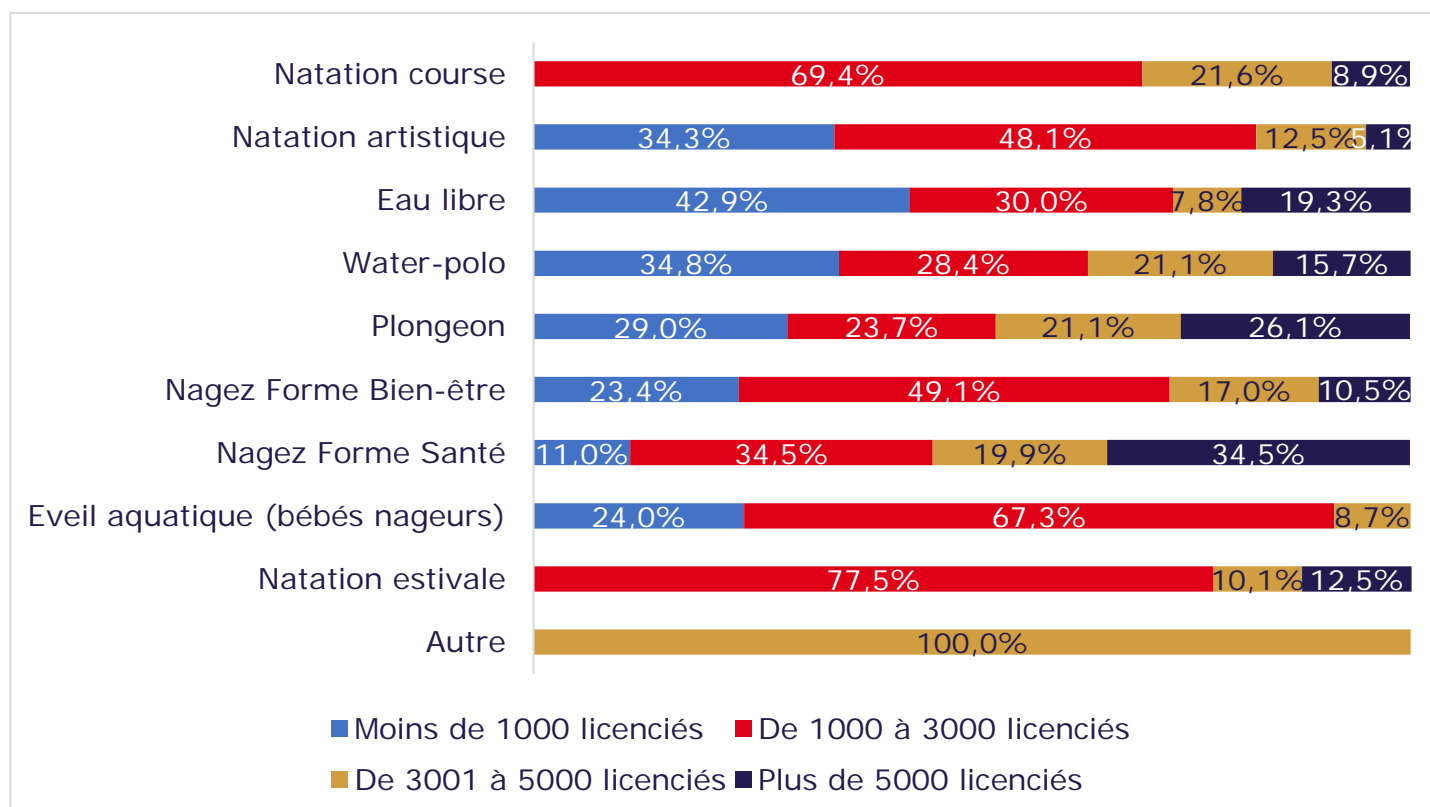 Natation course 69,4% 21,6% 8,9%
Natation artistique 34,3% 48,1% 12,5% 5,1%
Eau libre 42,9% 30,0% 7,8% 19,3%
Water-polo 34,8% 28,4% 21,1% 15,7%
Plongeon 29,0% 23,7% 21,1% 26,1%
Nagez Forme Bien-être 23,4% 49,1% 17,0% 10,5%
Nagez Forme Santé 11,0% 34,5% 19,9% 34,5%
Eveil aquatique (bébés nageurs) 24,0% 67,3% 8,7%
Natation estivale 77,5% 10,1% 12,5%
Autre 100,0%
Moins de 1000 licenciés De 1000 à 3000 licenciés
De 3001 à 5000 licenciés Plus de 5000 licenciés